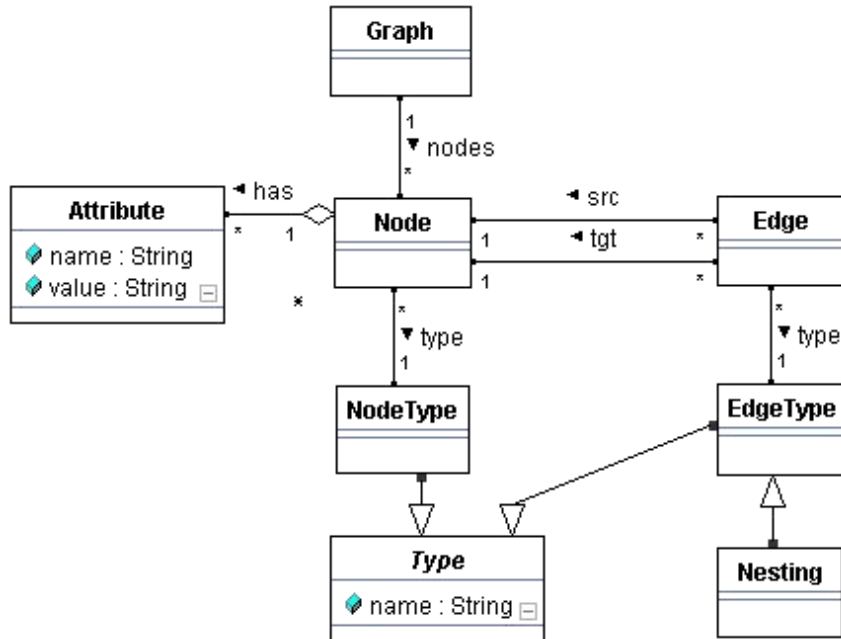 Graph
1
nodes
*
has
Attribute
*
1
name : String
value : String
*
Node
src
1
*
tgt
1
*
Edge
*
type
1
*
type
1
NodeType
EdgeType
Type
name : String
Nesting